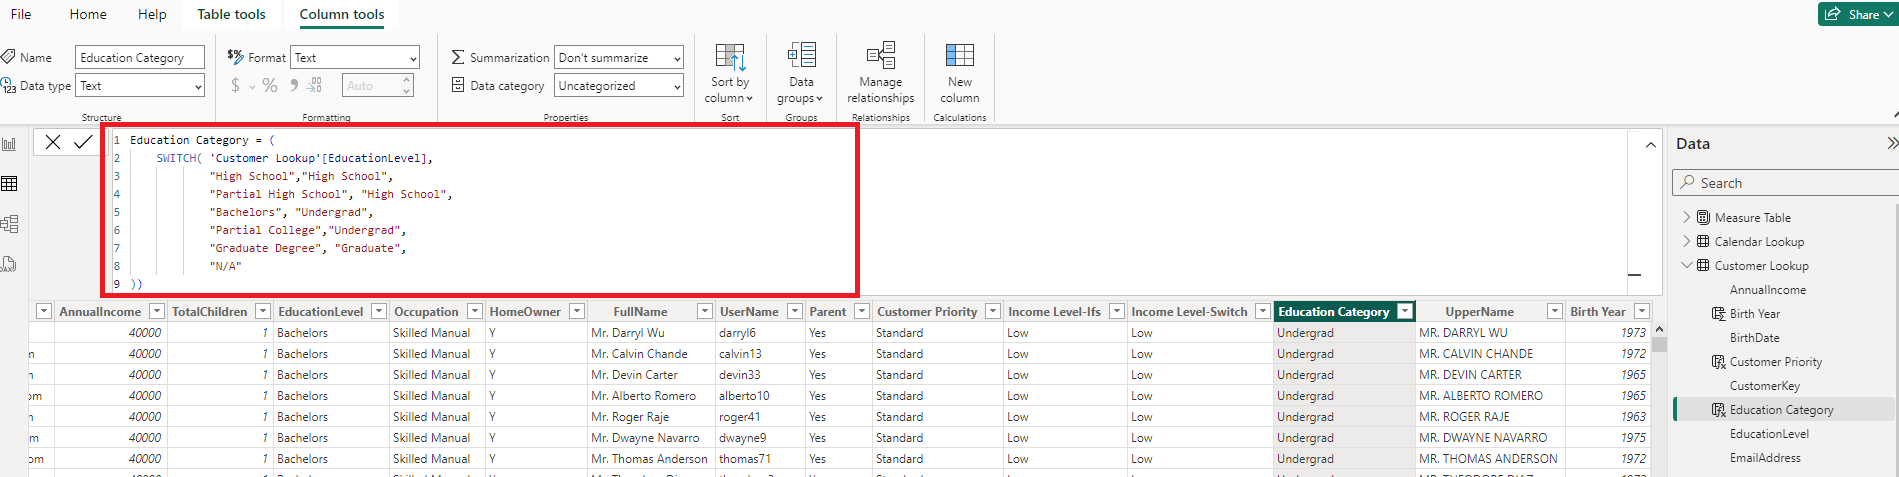 File Home Help Table tools Column tools Share
Name Education Category
Data type Text
Structure
$% Format Text
$ % Auto
Formatting
Summarization Don't summarize
Data category Uncategorized
Properties
Sort by column
Sort
Data groups
Groups
Manage relationships
Relationships
New column
Calculations
1 Education Category = (
2 SWITCH( 'Customer Lookup'[EducationLevel],
3 "High School","High School",
4 "Partial High School", "High School",
5 "Bachelors", "Undergrad",
6 "Partial College","Undergrad",
7 "Graduate Degree", "Graduate",
8 "N/A"
9 ))
AnnualIncome TotalChildren EducationLevel Occupation HomeOwner FullName UserName Parent Customer Priority Income Level-Ifs Income Level-Switch Education Category UpperName Birth Year
40000 1 Bachelors Skilled Manual Y Mr. Darryl Wu darryl6 Yes Standard Low Low Undergrad MR. DARRYL WU 1973
om 40000 1 Bachelors Skilled Manual Y Mr. Calvin Chande calvin13 Yes Standard Low Low Undergrad MR. CALVIN CHANDE 1972
n 40000 1 Bachelors Skilled Manual Y Mr. Devin Carter devin33 Yes Standard Low Low Undergrad MR. DEVIN CARTER 1965
om 40000 1 Bachelors Skilled Manual Y Mr. Alberto Romero alberto10 Yes Standard Low Low Undergrad MR. ALBERTO ROMERO 1965
m 40000 1 Bachelors Skilled Manual Y Mr. Roger Raje roger41 Yes Standard Low Low Undergrad MR. ROGER RAJE 1963
m 40000 1 Bachelors Skilled Manual Y Mr. Dwayne Navarro dwayne9 Yes Standard Low Low Undergrad MR. DWAYNE NAVARRO 1975
com 40000 1 Bachelors Skilled Manual Y Mr. Thomas Anderson thomas71 Yes Standard Low Low Undergrad MR. THOMAS ANDERSON 1972
Data
Search
Measure Table
Calendar Lookup
Customer Lookup
AnnualIncome
Birth Year
BirthDate
Customer Priority
CustomerKey
Education Category
EducationLevel
EmailAddress